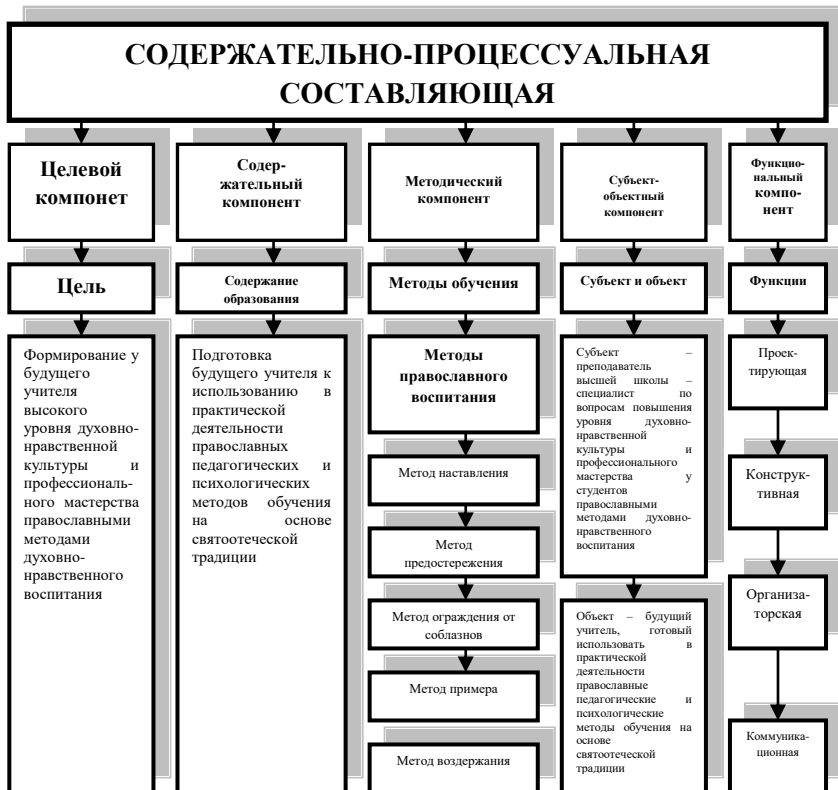 СОДЕРЖАТЕЛЬНО-ПРОЦЕССУАЛЬНАЯ
СОСТАВЛЯЮЩАЯ
Целевой
компонет
Содер-
жательный
компонент
Методический
компонент
Субъект-
объектный
компонент
Функцио-
нальный
компо-
нент
Цель
Содержание
образования
Методы обучения
Субъект и объект
Функции
Формирование у
будущего
учителя
высокого
уровня духовно-
нравственной
культуры и
профессиональ-
ного мастерства
православными
методами
духовно-
нравственного
воспитания
Подготовка
будущего учителя к
использованию в
практической
деятельности
православных
педагогических и
психологических
методов обучения
на основе
святоотеческой
традиции
Методы
православного
воспитания
Метод наставления
Метод
предостережения
Метод ограждения от
соблазнов
Метод примера
Метод воздержания
Субъект –
преподаватель
высшей школы –
специалист по
вопросам повышения
уровня духовно-
нравственной
культуры и
профессионального
мастерства у
студентов
православными
методами духовно-
нравственного
воспитания
Объект – будущий
учитель, готовый
использовать в
практической
деятельности
православные
педагогические и
психологические
методы обучения на
основе
святоотеческой
традиции
Проек-
тирующая
Конструк-
тивная
Организа-
торская
Коммуника-
ционная